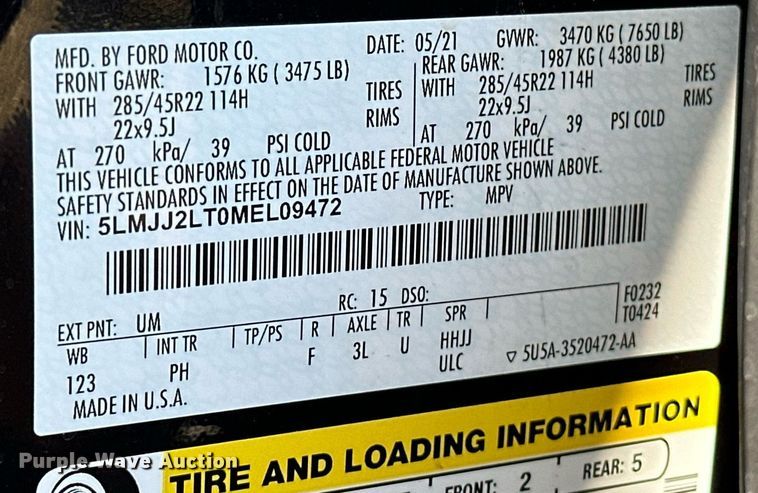 MFD. BY FORD MOTOR CO. DATE: 05/21 GVWR: 3470 KG ( 7650 LB)
FRONT GAWR: 1576 KG ( 3475 LB) REAR GAWR: 1987 KG ( 4380 LB)
WITH 285/45R22 114H TIRES WITH 285/45R22 114H TIRES
22x9.5J RIMS 22x9.5J RIMS
AT 270 kPa/ 39 PSI COLD AT 270 kPa/ 39 PSI COLD
THIS VEHICLE CONFORMS TO ALL APPLICABLE FEDERAL MOTOR VEHICLE
SAFETY STANDARDS IN EFFECT ON THE DATE OF MANUFACTURE SHOWN ABOVE.
VIN: 5LMJJ2LT0MEL09472 TYPE: MPV
EXT PNT: UM RC: 15 DSO: F0232
WB INT TR TP/PS R AXLE TR SPR T0424
123 PH F 3L U HHJJ
ULC ▽ 5U5A-3520472-AA
MADE IN U.S.A.
TIRE AND LOADING INFORMATION
FRONT: 2 REAR: 5
Purple Wave Auction